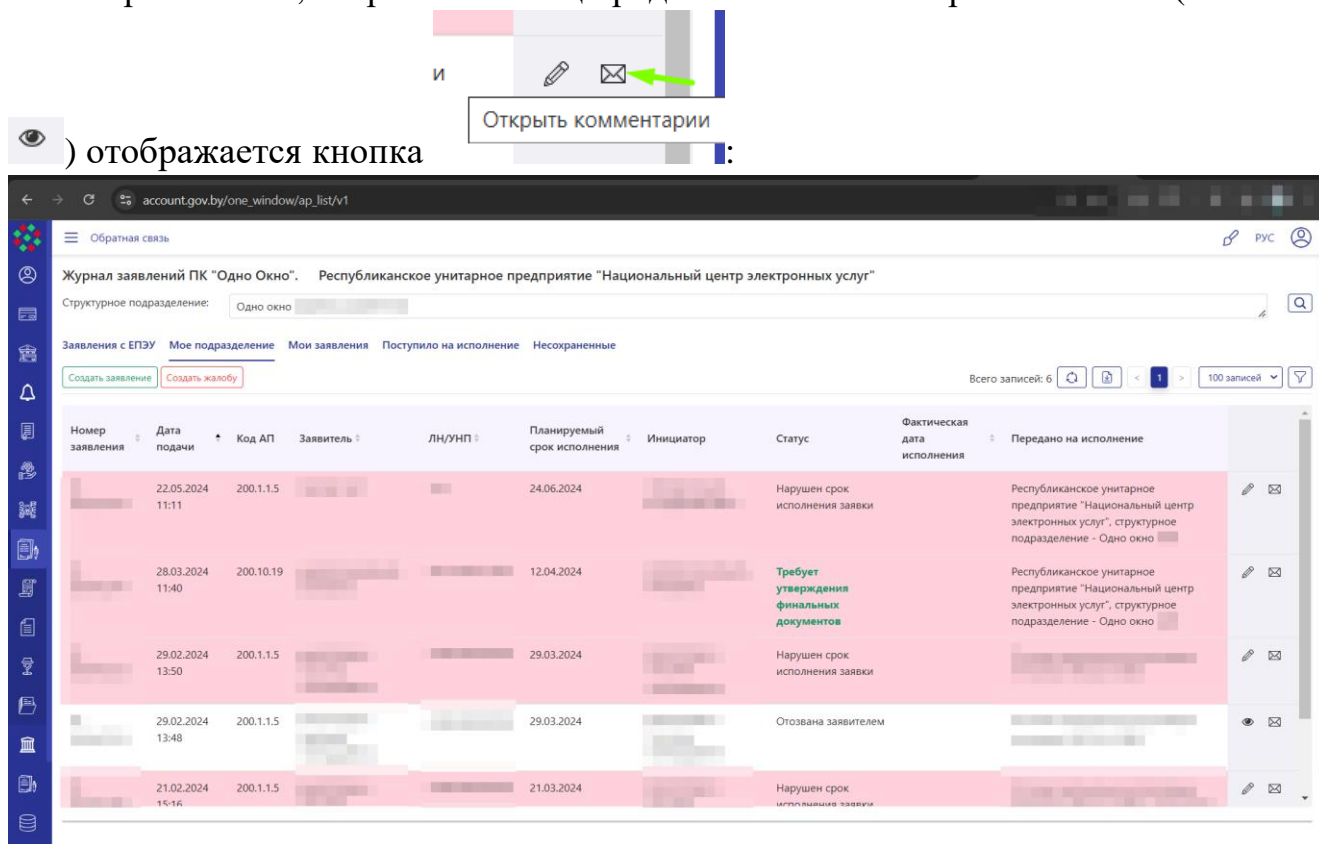 и
Открыть комментарии
) отображается кнопка :
account.gov.by/one_window/ap_list/v1
Обратная связь
РУС
Журнал заявлений ПК "Одно Окно". Республиканское унитарное предприятие "Национальный центр электронных услуг"
Структурное подразделение: Одно окно
Заявления с ЕПЭУ Мое подразделение Мои заявления Поступило на исполнение Несохраненные
Создать заявление Создать жалобу Всего записей: 6 < 1 > 100 записей
Номер заявления Дата подачи Код АП Заявитель ЛН/УНП Планируемый срок исполнения Инициатор Статус Фактическая дата исполнения Передано на исполнение
22.05.2024 200.1.1.5 24.06.2024 Нарушен срок Республиканское унитарное
11:11 исполнения заявки предприятие "Национальный центр
электронных услуг", структурное
подразделение - Одно окно
28.03.2024 200.10.19 12.04.2024 Требует Республиканское унитарное
11:40 утверждения предприятие "Национальный центр
финальных электронных услуг", структурное
документов подразделение - Одно окно
29.02.2024 200.1.1.5 29.03.2024 Нарушен срок
13:50 исполнения заявки
29.02.2024 200.1.1.5 29.03.2024 Отозвана заявителем
13:48
21.02.2024 200.1.1.5 21.03.2024 Нарушен срок
15:16 исполнения заявки